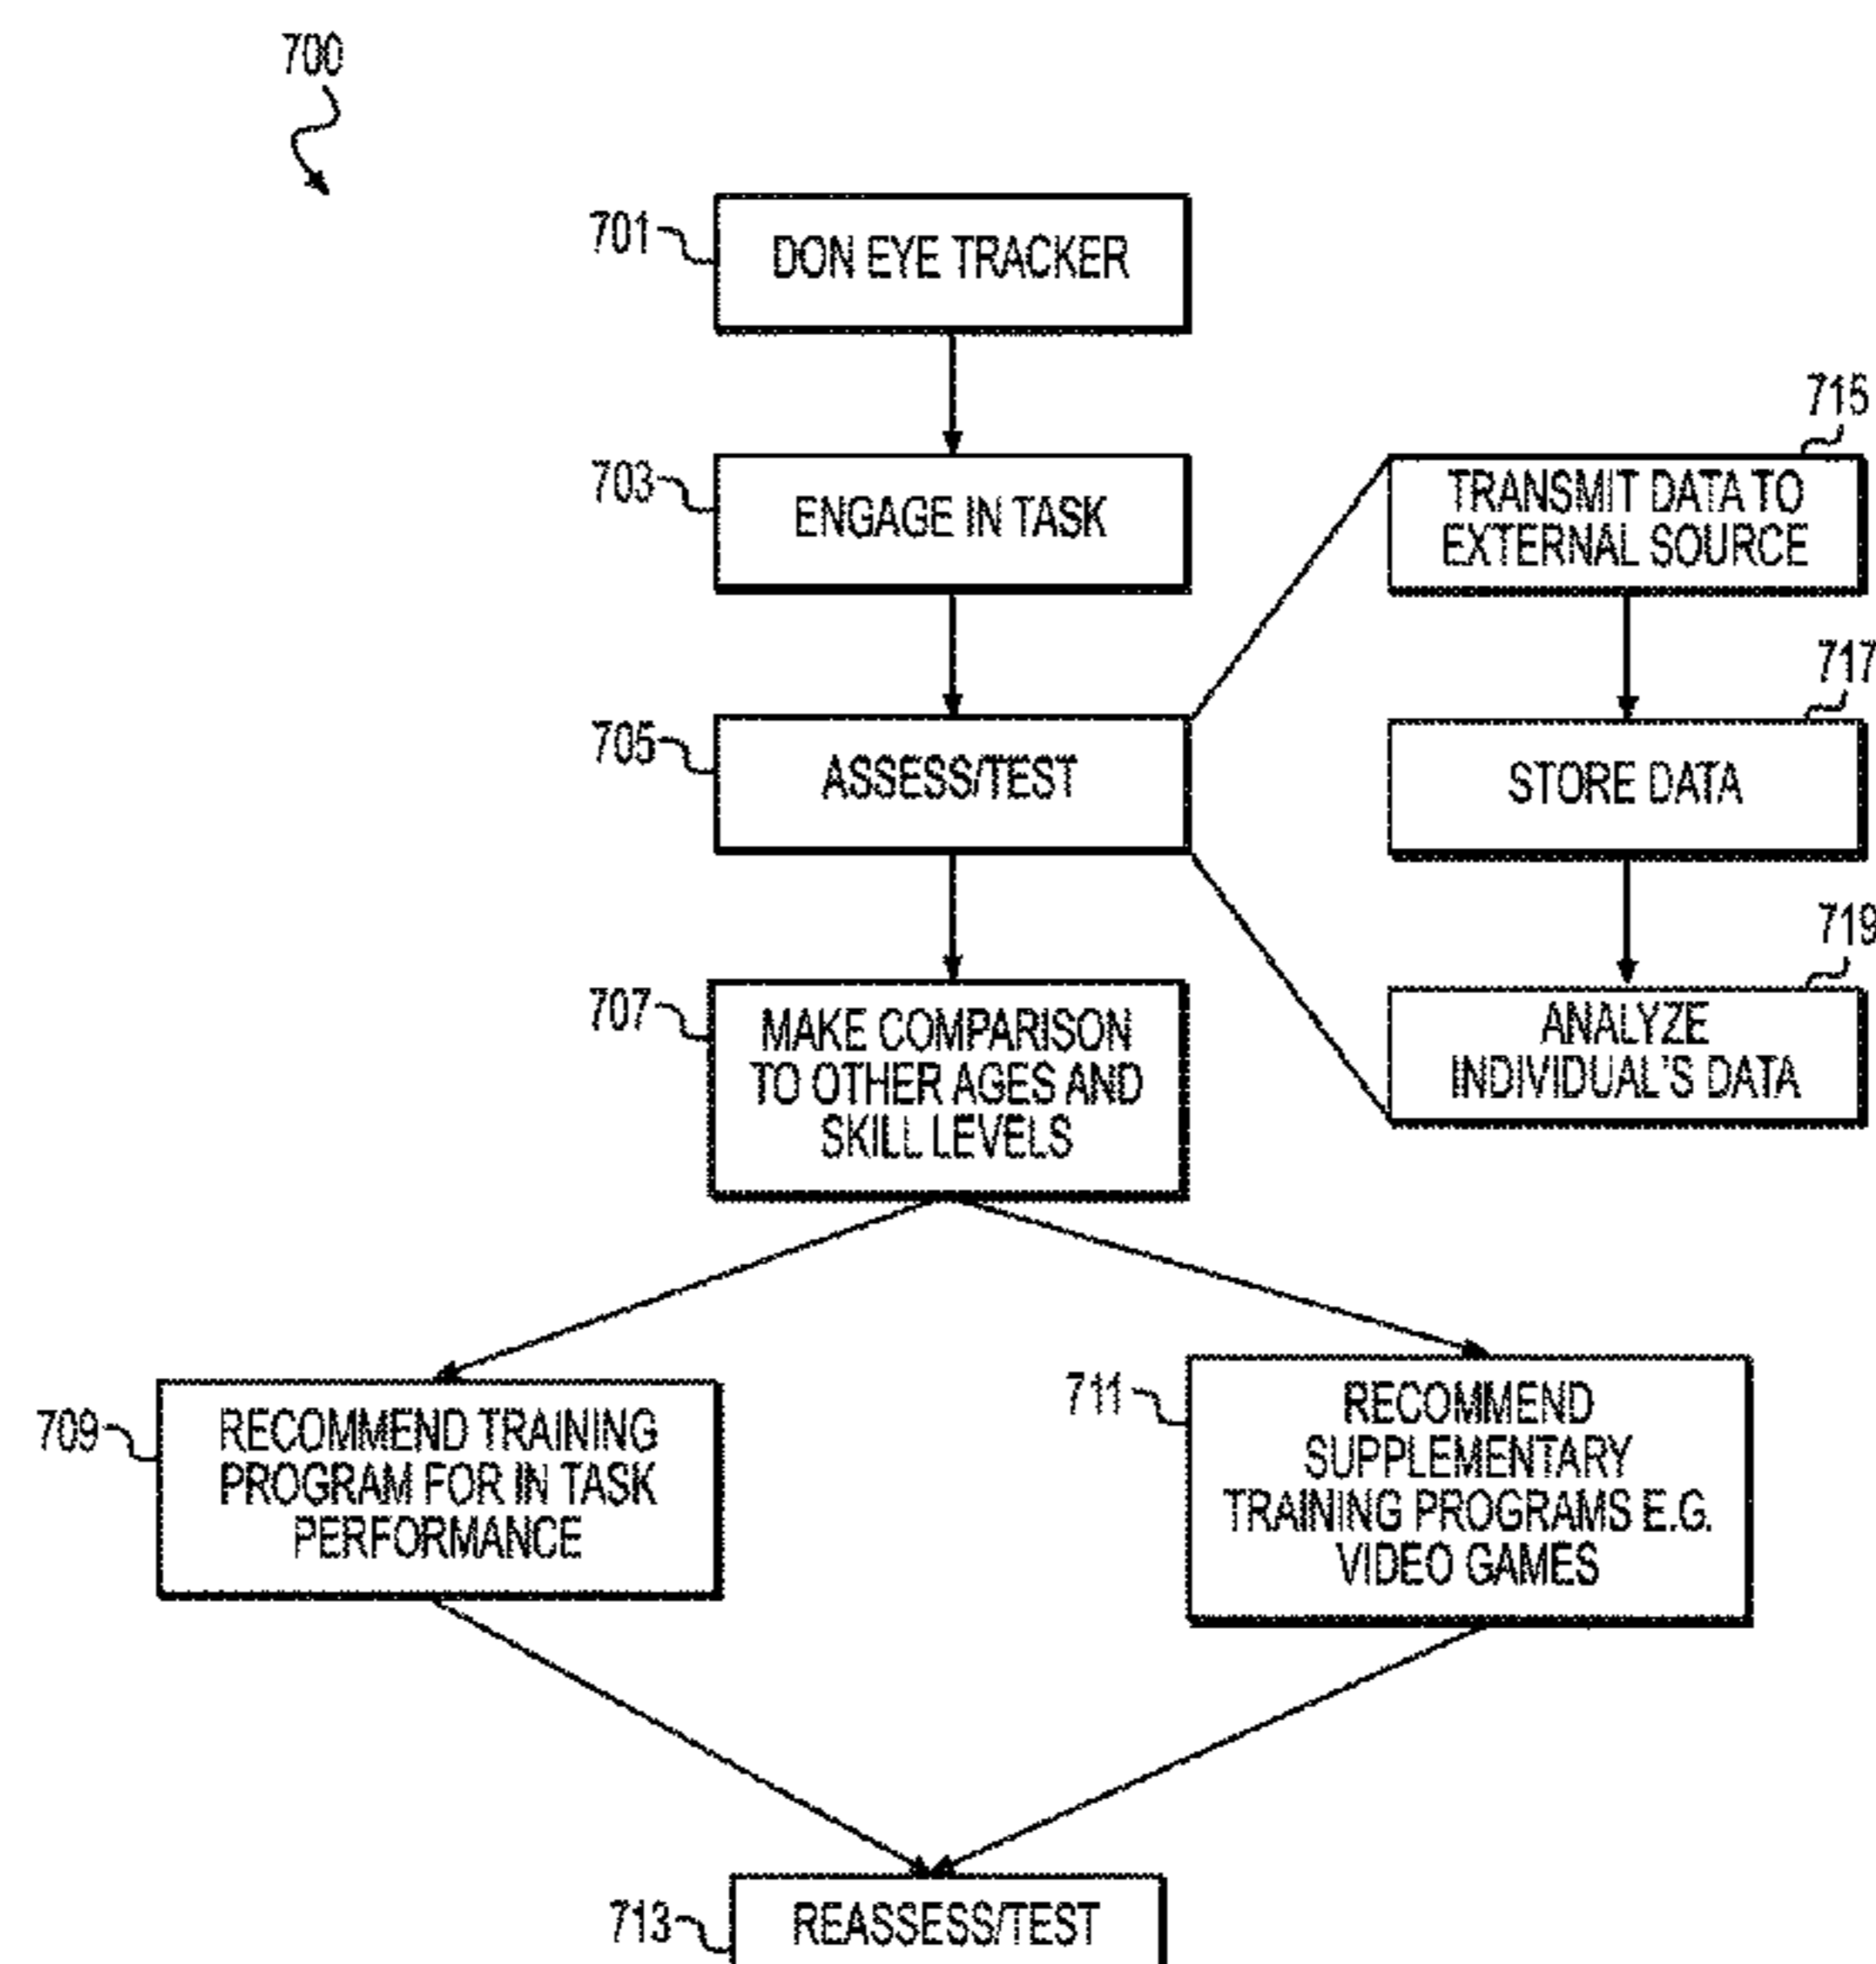 700
701
DON EYE TRACKER
703
ENGAGE IN TASK
705
ASSESS/TEST
715
TRANSMIT DATA TO
EXTERNAL SOURCE
717
STORE DATA
719
ANALYZE
INDIVIDUAL'S DATA
707
MAKE COMPARISON
TO OTHER AGES AND
SKILL LEVELS
709
RECOMMEND TRAINING
PROGRAM FOR IN TASK
PERFORMANCE
711
RECOMMEND
SUPPLEMENTARY
TRAINING PROGRAMS E.G.
VIDEO GAMES
713
REASSESS/TEST